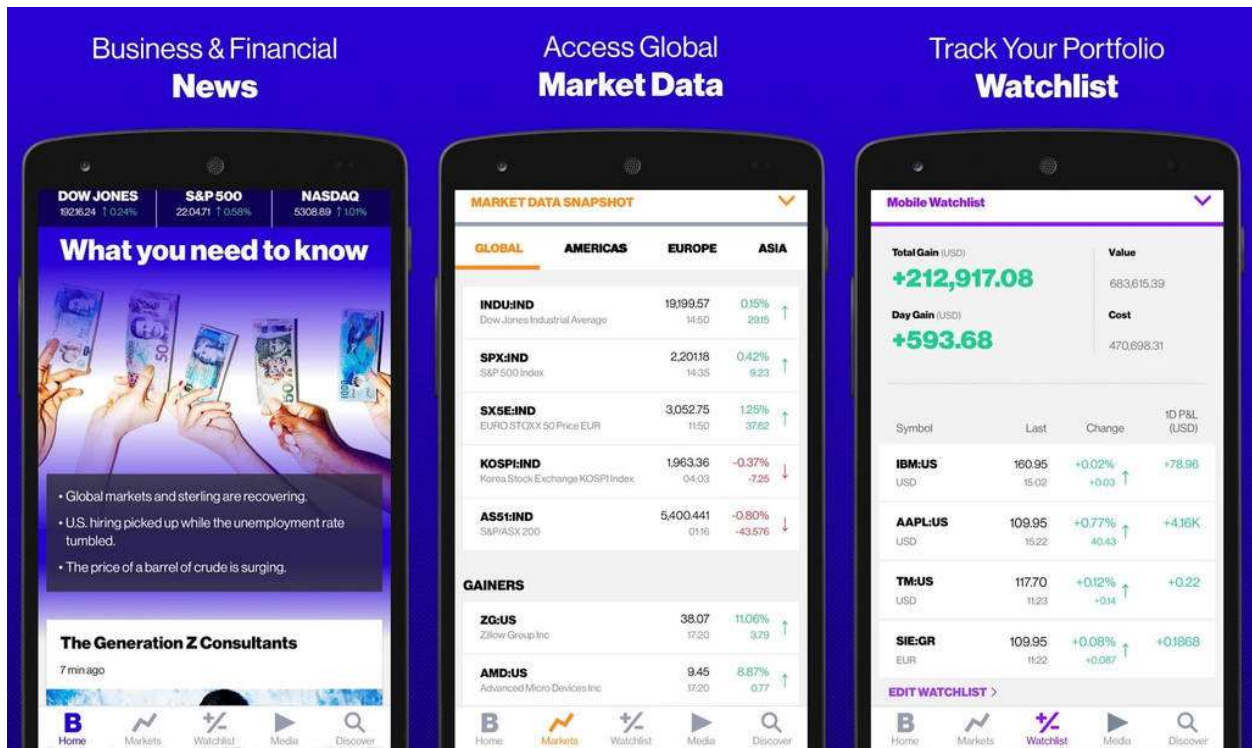 Business & Financial
News
DOW JONES
19216.24 ↑ 0.24%
S&P 500
22.04.71 ↑ 0.58%
NASDAQ
5308.89 ↑ 1.01%
What you need to know
50
50
1000
• Global markets and sterling are recovering.
• U.S. hiring picked up while the unemployment rate
tumbled.
• The price of a barrel of crude is surging.
The Generation Z Consultants
7 min ago
B
Home
Markets
Watchlist
Media
Discover
Access Global
Market Data
MARKET DATA SNAPSHOT
GLOBAL AMERICAS EUROPE ASIA
INDU:IND 19,199.57 0.15% ↑
Dow Jones Industrial Average 14:50 29.15
SPX:IND 2,201.18 0.42% ↑
S&P 500 Index 14:35 9.23
SX5E:IND 3,052.75 1.25% ↑
EURO STOXX 50 Price EUR 11:50 37.62
KOSPI:IND 1,963.36 -0.37% ↓
Korea Stock Exchange KOSPI Index 04:03 -7.25
AS51:IND 5,400.441 -0.80% ↓
S&P/ASX 200 01:16 -43.576
GAINERS
ZG:US 38.07 11.06% ↑
Zillow Group Inc 17:20 3.79
AMD:US 9.45 8.87% ↑
Advanced Micro Devices Inc 17:20 0.77
B
Home
Markets
Watchlist
Media
Discover
Track Your Portfolio
Watchlist
Mobile Watchlist
Total Gain (USD) Value
+212,917.08 683,615.39
Day Gain (USD) Cost
+593.68 470,698.31
Symbol Last Change 1D P&L
(USD)
IBM:US 160.95 +0.02% ↑ +78.96
USD 15:02 +0.03
AAPL:US 109.95 +0.77% ↑ +4.16K
USD 15:22 40.43
TM:US 117.70 +0.12% ↑ +0.22
USD 11:23 +0.14
SIE:GR 109.95 +0.08% ↑ +0.1868
EUR 11:22 +0.087
EDIT WATCHLIST >
B
Home
Markets
Watchlist
Media
Discover